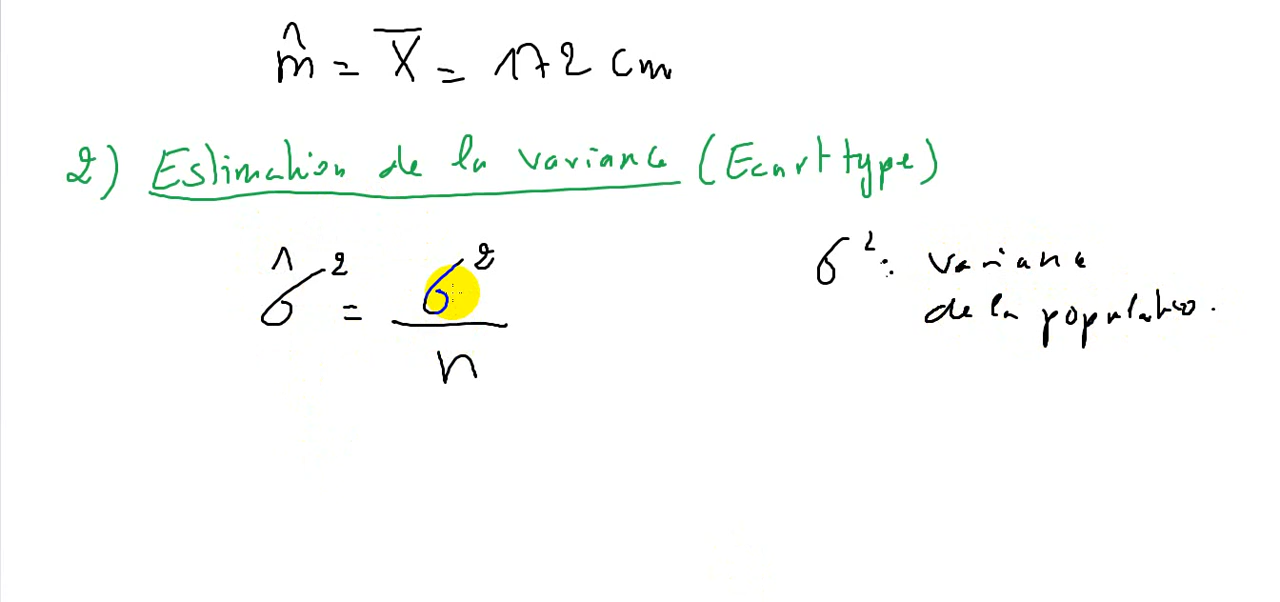 m̂ = X̄ = 172 cm
2) Estimation de la variance (Ecart type)
σ̂² = σ² / n
σ² : variance
de la population.